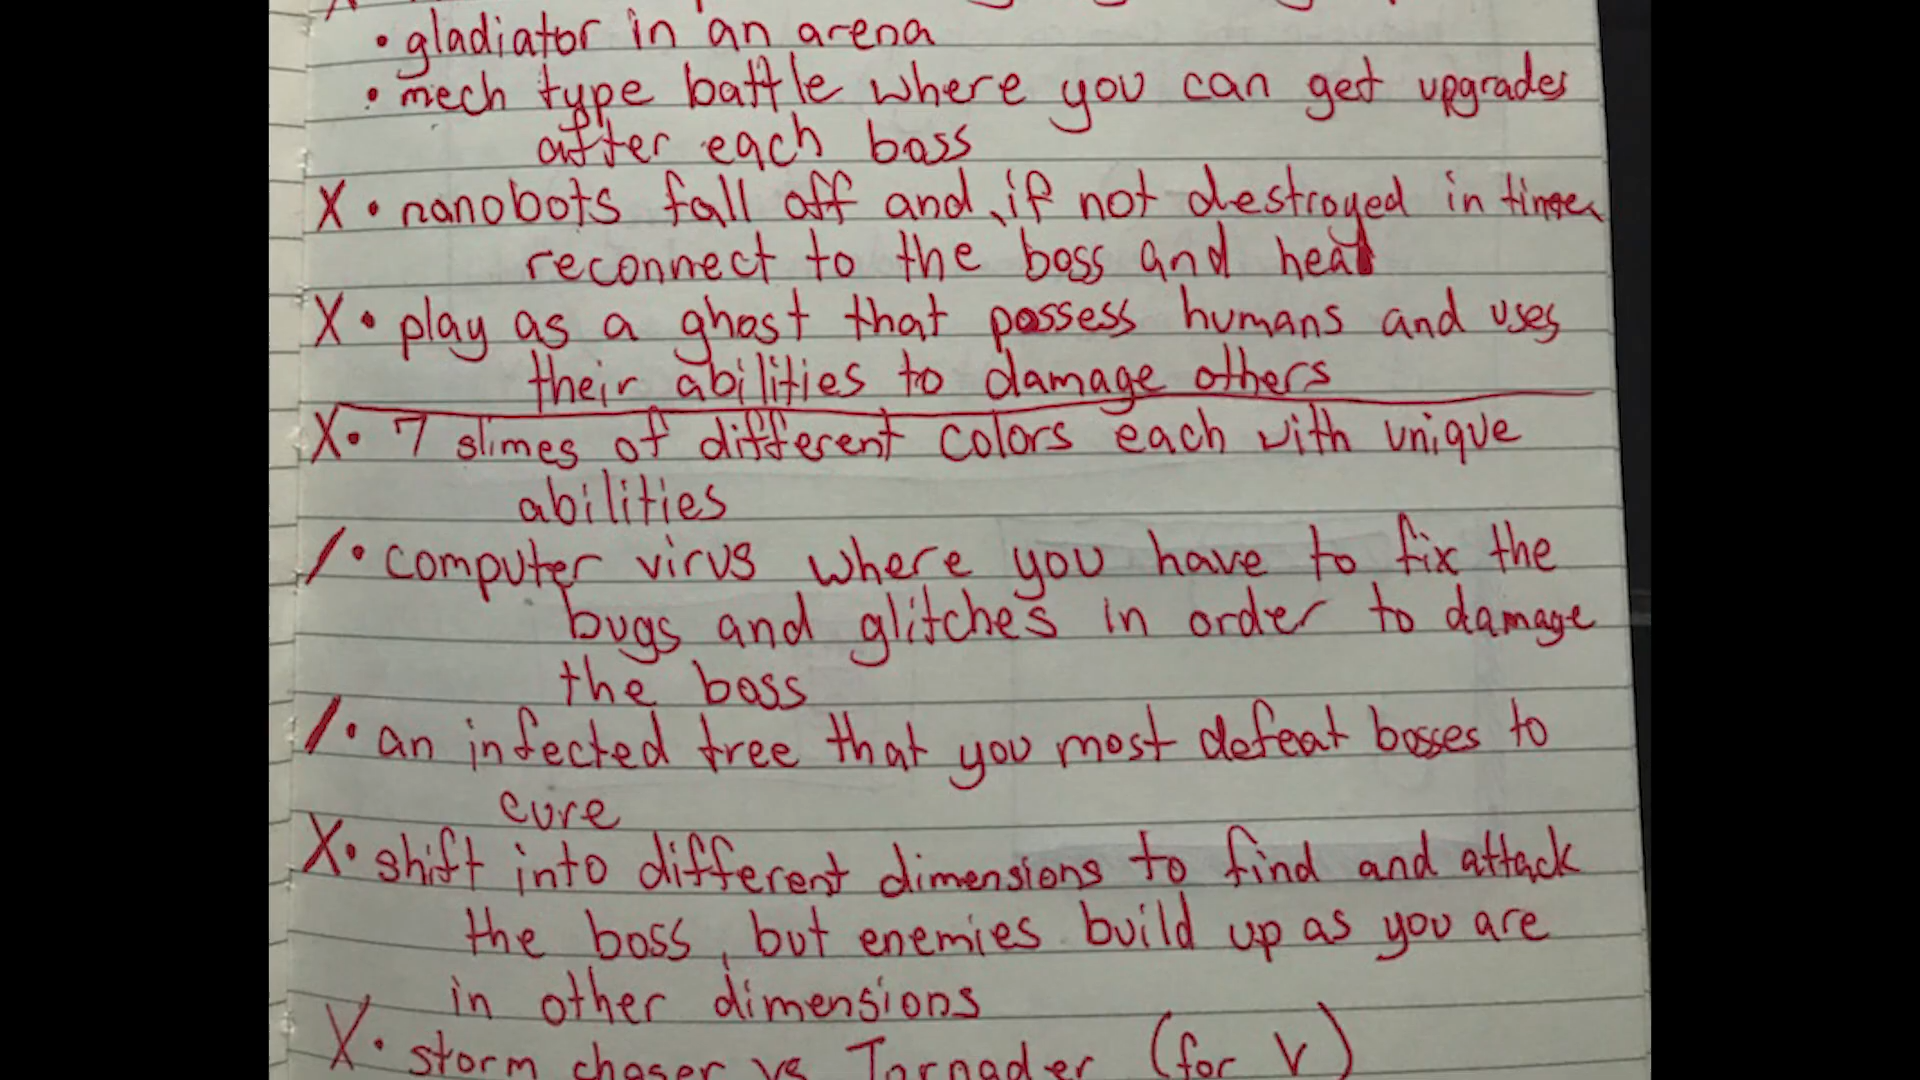 • gladiator in an arena
• mech type battle where you can get upgrades
after each boss
X • nanobots fall off and if not destroyed in time
reconnect to the boss and heal
X • play as a ghost that possess humans and uses
their abilities to damage others
X • 7 slimes of different colors each with unique
abilities
/ • computer virus where you have to fix the
bugs and glitches in order to damage
the boss
/ • an infected tree that you most defeat bosses to
cure
X • shift into different dimensions to find and attack
the boss, but enemies build up as you are
in other dimensions
X • storm chaser vs Tornader (for V)